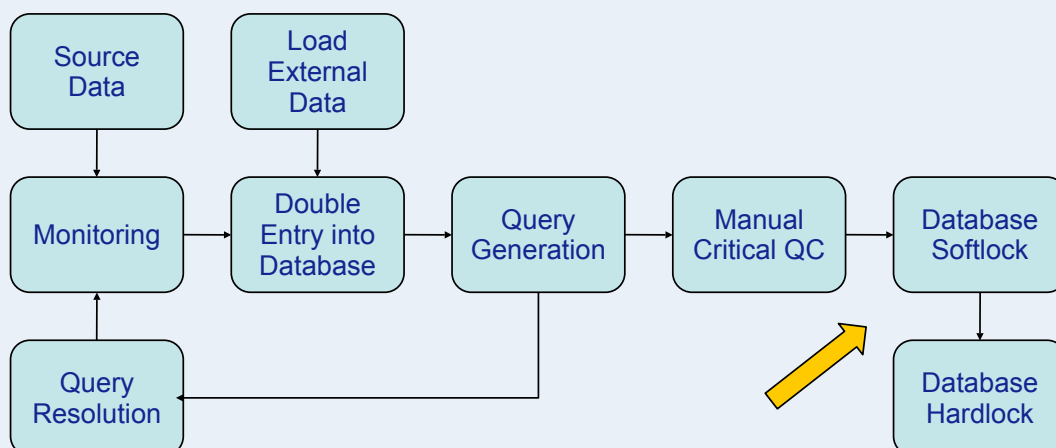 Source
Data
Load
External
Data
Monitoring
Double
Entry into
Database
Query
Generation
Manual
Critical QC
Database
Softlock
Query
Resolution
Database
Hardlock